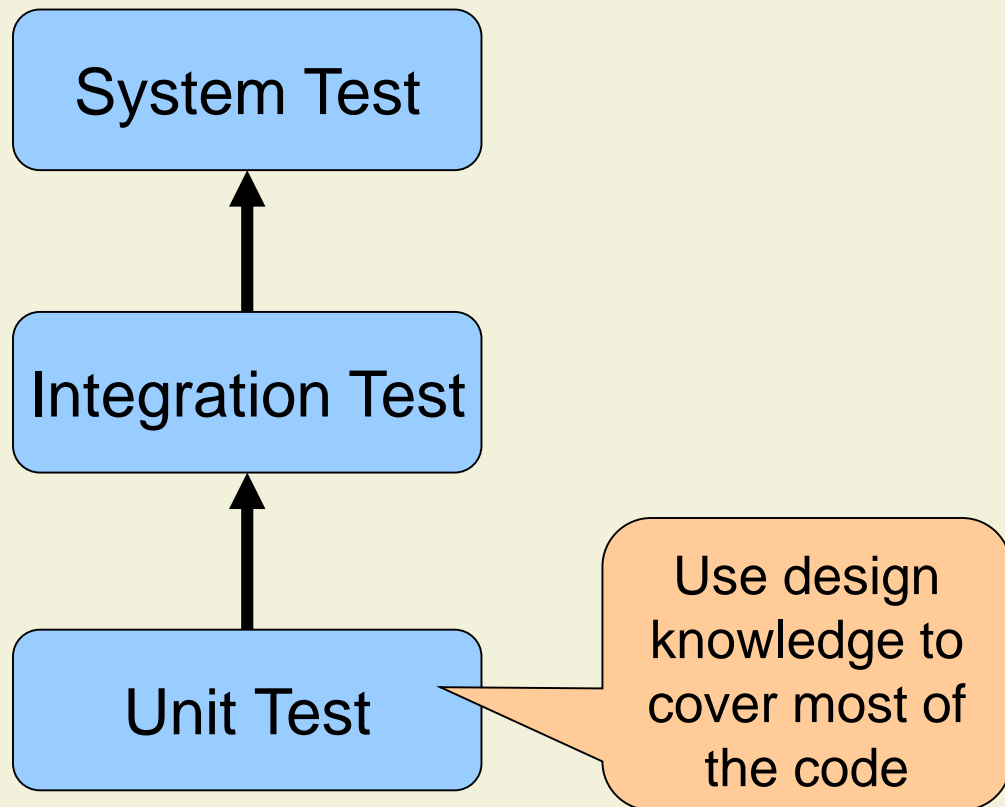 System Test
Integration Test
Unit Test
Use design
knowledge to
cover most of
the code